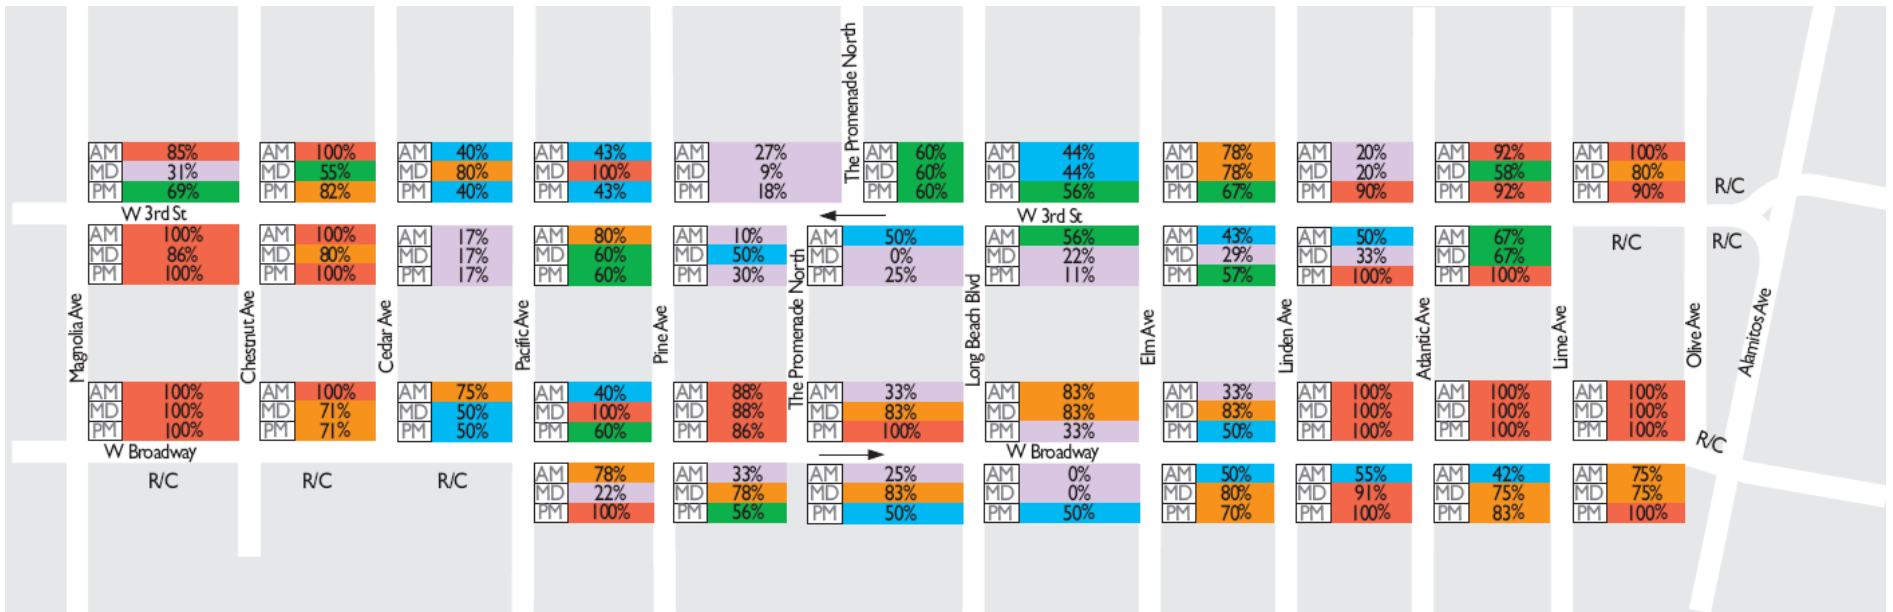 The Promenade North
AM 85% AM 100% AM 40% AM 43% AM 27% AM 60% AM 44% AM 78% AM 20% AM 92% AM 100%
MD 31% MD 55% MD 80% MD 100% MD 9% MD 60% MD 44% MD 78% MD 20% MD 58% MD 80%
PM 69% PM 82% PM 40% PM 43% PM 18% PM 60% PM 56% PM 67% PM 90% PM 92% PM 90%
R/C
W 3rd St W 3rd St
AM 100% AM 100% AM 17% AM 80% AM 10% AM 50% AM 56% AM 43% AM 50% AM 67%
MD 86% MD 80% MD 17% MD 60% MD 50% MD 0% MD 22% MD 29% MD 33% MD 67%
PM 100% PM 100% PM 17% PM 60% PM 30% PM 25% PM 11% PM 57% PM 100% PM 100%
R/C R/C
Magnolia Ave
Chestnut Ave
Cedar Ave
Pacific Ave
Pine Ave
The Promenade North
Long Beach Blvd
Elm Ave
Linden Ave
Atlantic Ave
Lime Ave
Olive Ave
Alamitos Ave
AM 100% AM 100% AM 75% AM 40% AM 88% AM 33% AM 83% AM 33% AM 100% AM 100% AM 100%
MD 100% MD 71% MD 50% MD 100% MD 88% MD 83% MD 83% MD 83% MD 100% MD 100% MD 100%
PM 100% PM 71% PM 50% PM 60% PM 86% PM 100% PM 33% PM 50% PM 100% PM 100% PM 100%
R/C
W Broadway W Broadway
R/C R/C R/C
AM 78% AM 33% AM 25% AM 0% AM 50% AM 55% AM 42% AM 75%
MD 22% MD 78% MD 83% MD 0% MD 80% MD 91% MD 75% MD 75%
PM 100% PM 56% PM 50% PM 50% PM 70% PM 100% PM 83% PM 100%